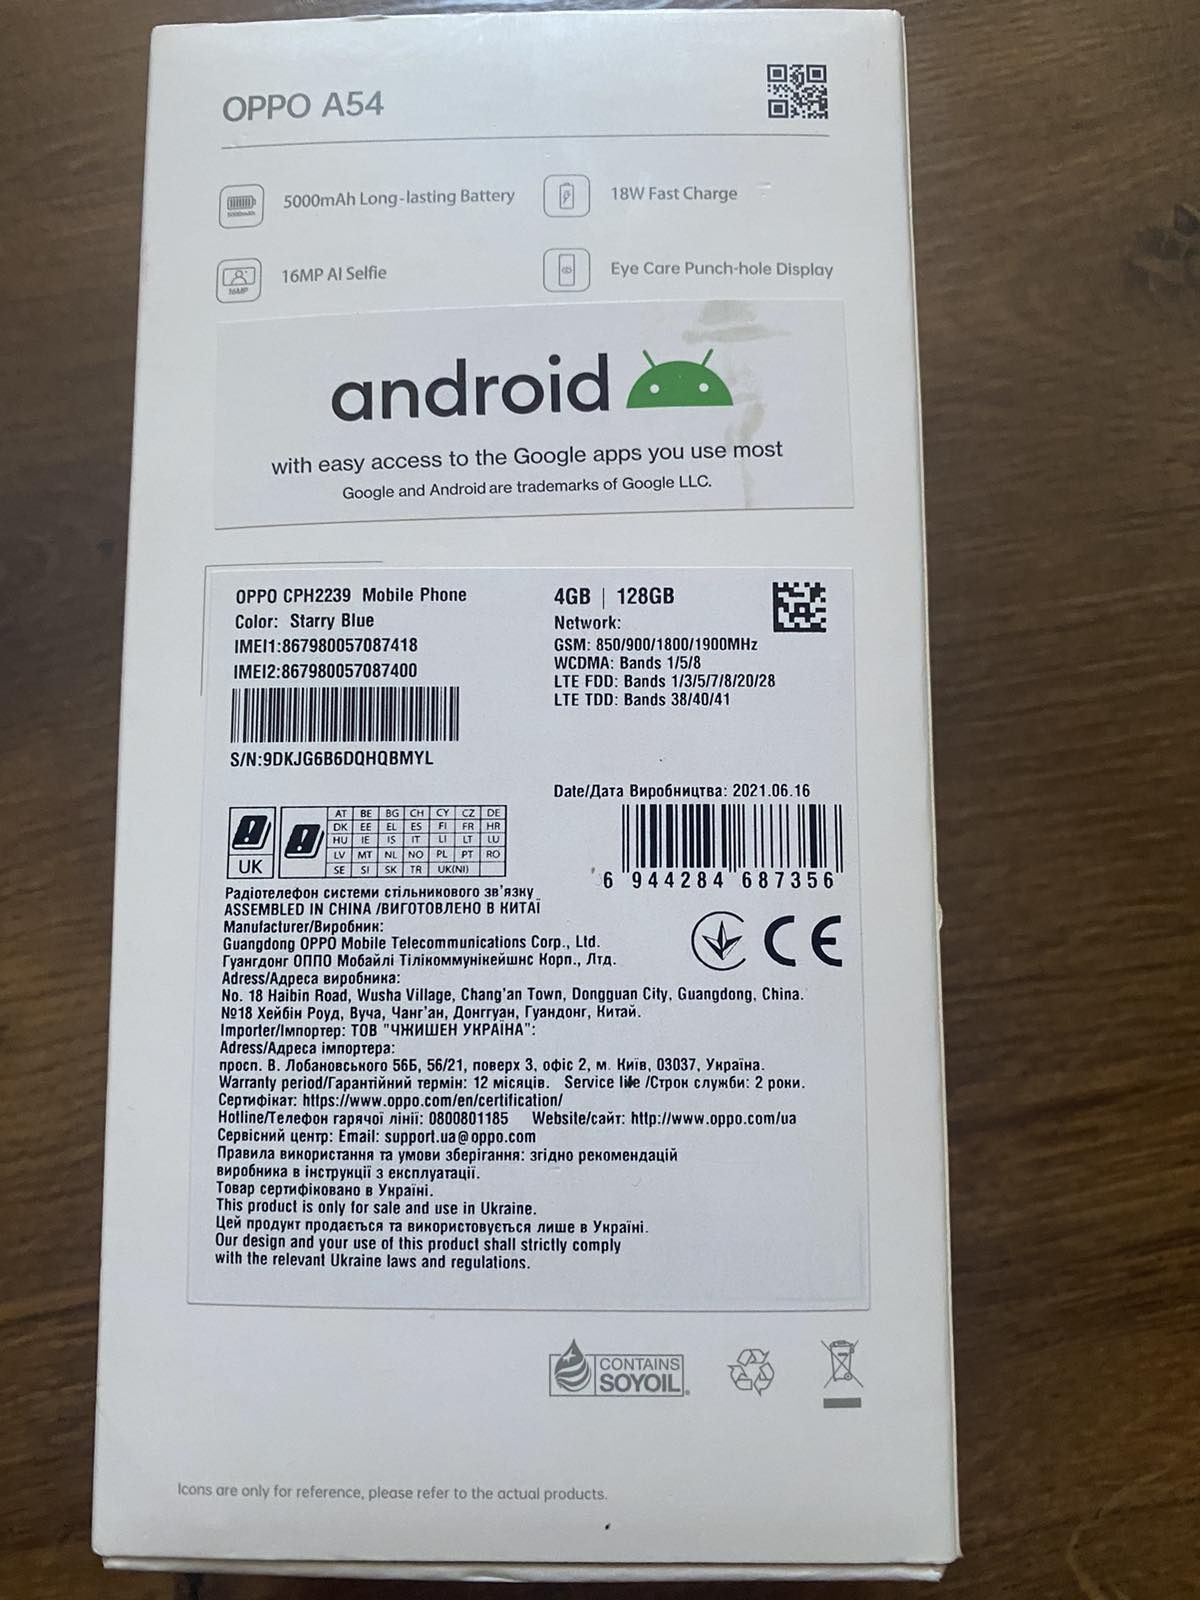 OPPO A54
5000mAh Long-lasting Battery
18W Fast Charge
5000mAh
16MP AI Selfie
Eye Care Punch-hole Display
16MP
android
with easy access to the Google apps you use most
Google and Android are trademarks of Google LLC.
OPPO CPH2239 Mobile Phone
Color: Starry Blue
IMEI1:867980057087418
IMEI2:867980057087400
S/N:9DKJG6B6DQHQBMYL
4GB | 128GB
Network:
GSM: 850/900/1800/1900MHz
WCDMA: Bands 1/5/8
LTE FDD: Bands 1/3/5/7/8/20/28
LTE TDD: Bands 38/40/41
Date/Дата Виробництва: 2021.06.16
6 944284 687356
UK
AT BE BG CH CY CZ DE
DK EE EL ES FI FR HR
HU IE IS IT LI LT LU
LV MT NL NO PL PT RO
SE SI SK TR UK(NI)
Радіотелефон системи стільникового зв'язку
ASSEMBLED IN CHINA /ВИГОТОВЛЕНО В КИТАЇ
Manufacturer/Виробник:
Guangdong OPPO Mobile Telecommunications Corp., Ltd.
Гуангдонг ОППО Мобайлі Тілікоммунікейшнс Корп., Лтд.
CE
Adress/Адреса виробника:
No. 18 Haibin Road, Wusha Village, Chang'an Town, Dongguan City, Guangdong, China.
№18 Хейбін Роуд, Вуча, Чанг'ан, Донггуан, Гуандонг, Китай.
Importer/Імпортер: ТОВ "ЧЖИШЕН УКРАЇНА":
Adress/Адреса імпортера:
просп. В. Лобановського 56Б, 56/21, поверх 3, офіс 2, м. Київ, 03037, Україна.
Warranty period/Гарантійний термін: 12 місяців. Service life /Строк служби: 2 роки.
Сертифікат: https://www.oppo.com/en/certification/
Hotline/Телефон гарячої лінії: 0800801185 Website/сайт: http://www.oppo.com/ua
Сервісний центр: Email: support.ua@oppo.com
Правила використання та умови зберігання: згідно рекомендацій
виробника в інструкції з експлуатації.
Товар сертифіковано в Україні.
This product is only for sale and use in Ukraine.
Цей продукт продається та використовується лише в Україні.
Our design and your use of this product shall strictly comply
with the relevant Ukraine laws and regulations.
CONTAINS
SOYOIL
Icons are only for reference, please refer to the actual products.